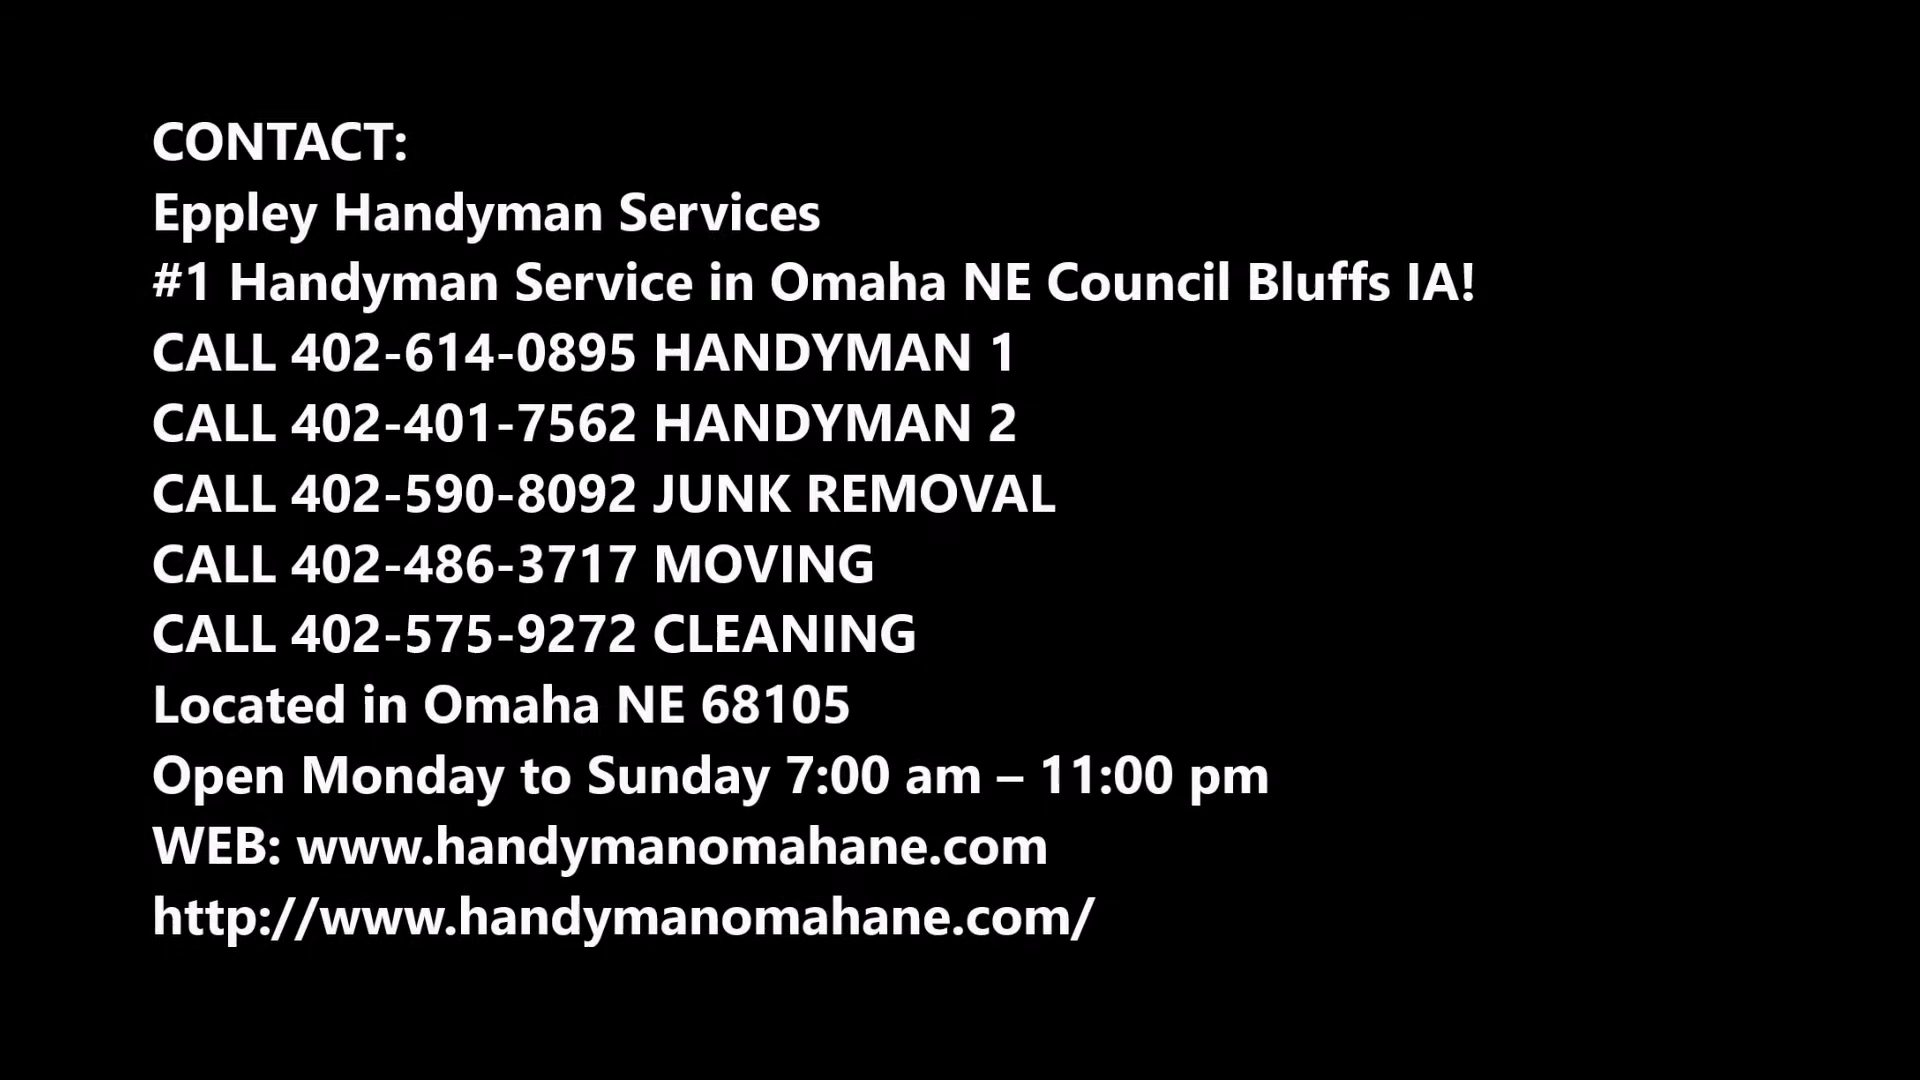 CONTACT:
Eppley Handyman Services
#1 Handyman Service in Omaha NE Council Bluffs IA!
CALL 402-614-0895 HANDYMAN 1
CALL 402-401-7562 HANDYMAN 2
CALL 402-590-8092 JUNK REMOVAL
CALL 402-486-3717 MOVING
CALL 402-575-9272 CLEANING
Located in Omaha NE 68105
Open Monday to Sunday 7:00 am – 11:00 pm
WEB: www.handymanomahane.com
http://www.handymanomahane.com/